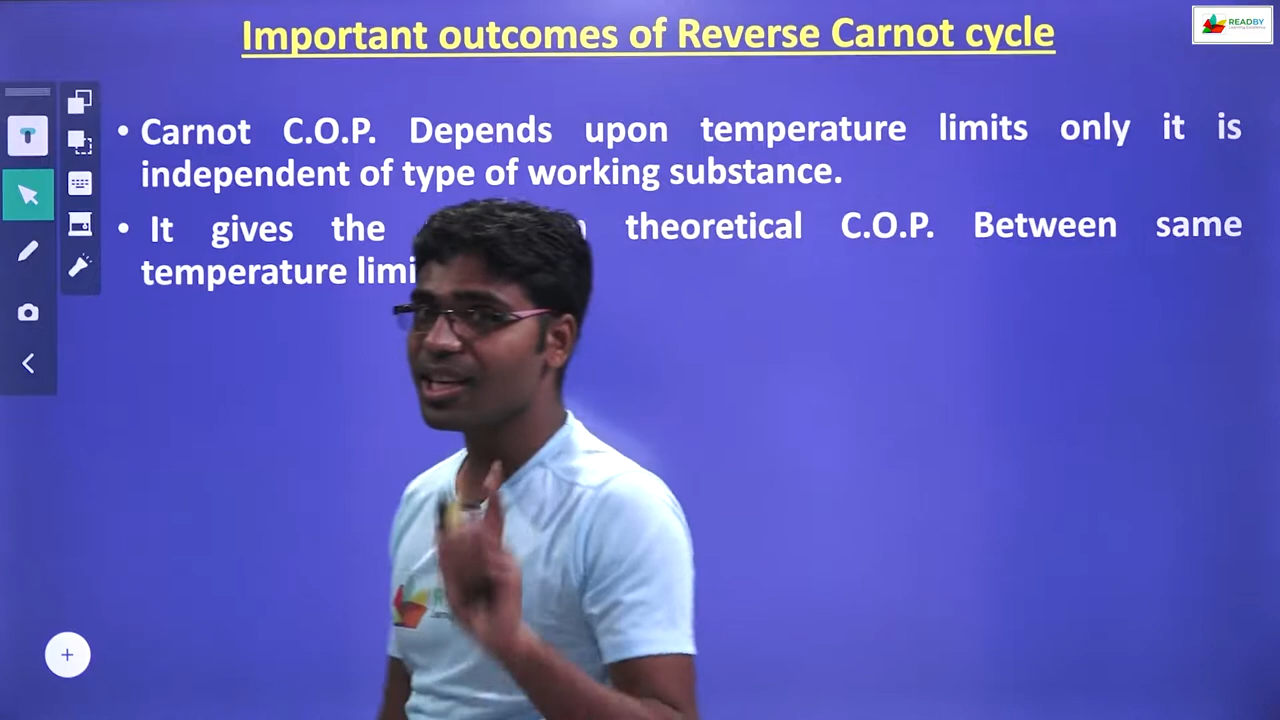 Important outcomes of Reverse Carnot cycle
READBY
• Carnot C.O.P. Depends upon temperature limits only it is
independent of type of working substance.
• It gives the theoretical C.O.P. Between same
temperature limi